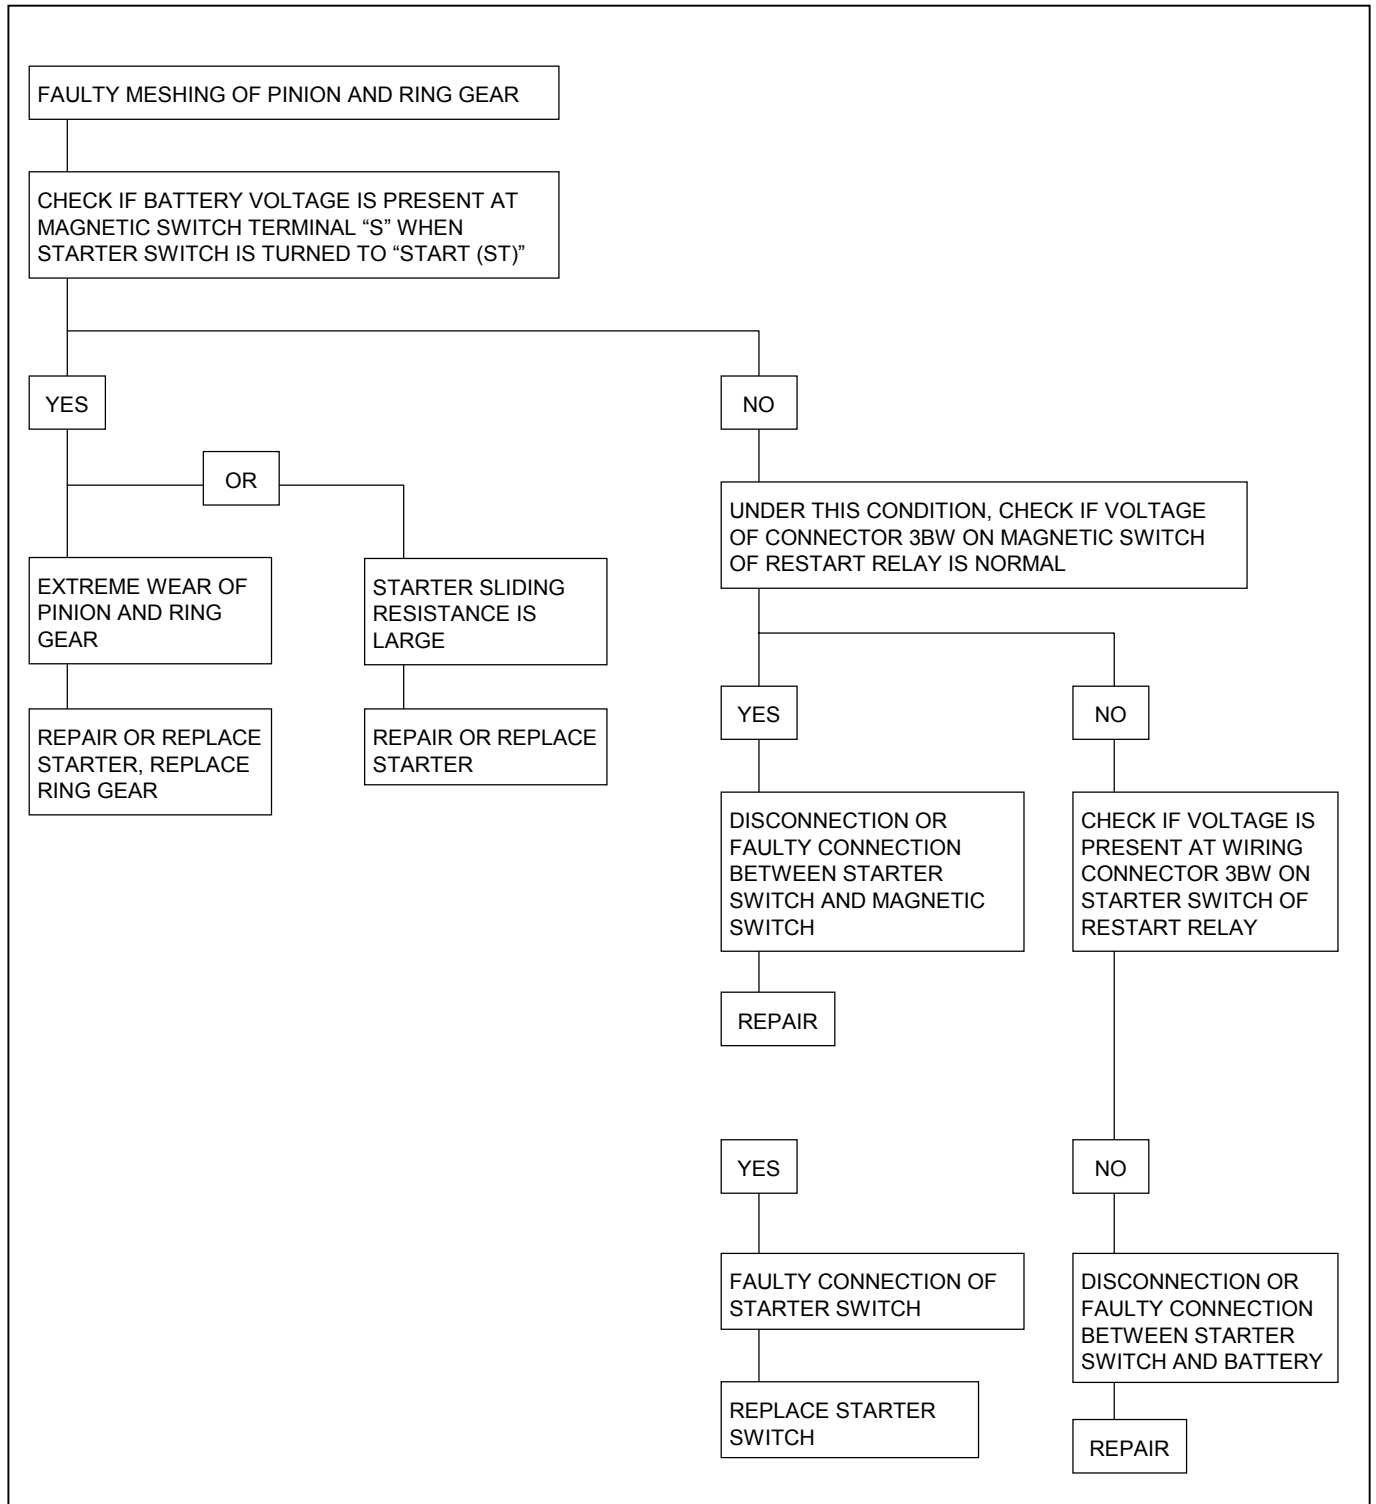 FAULTY MESHING OF PINION AND RING GEAR
CHECK IF BATTERY VOLTAGE IS PRESENT AT
MAGNETIC SWITCH TERMINAL “S” WHEN
STARTER SWITCH IS TURNED TO “START (ST)”
YES
NO
OR
UNDER THIS CONDITION, CHECK IF VOLTAGE
OF CONNECTOR 3BW ON MAGNETIC SWITCH
OF RESTART RELAY IS NORMAL
EXTREME WEAR OF
PINION AND RING
GEAR
STARTER SLIDING
RESISTANCE IS
LARGE
REPAIR OR REPLACE
STARTER, REPLACE
RING GEAR
REPAIR OR REPLACE
STARTER
YES
NO
DISCONNECTION OR
FAULTY CONNECTION
BETWEEN STARTER
SWITCH AND MAGNETIC
SWITCH
CHECK IF VOLTAGE IS
PRESENT AT WIRING
CONNECTOR 3BW ON
STARTER SWITCH OF
RESTART RELAY
REPAIR
YES
NO
FAULTY CONNECTION OF
STARTER SWITCH
DISCONNECTION OR
FAULTY CONNECTION
BETWEEN STARTER
SWITCH AND BATTERY
REPLACE STARTER
SWITCH
REPAIR